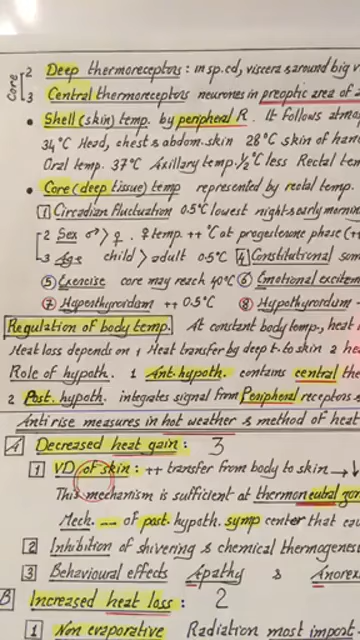 Core
2 Deep thermoreceptors : in sp.cd, viscera & around big v
3 Central thermoreceptors neurones in preoptic area of
• Shell (skin) temp. by peripheral R. It follows atmo
34°C Head, chest & abdom. skin 28°C skin of han
Oral temp. 37°C Axillary temp. ½°C less Rectal tem
• Core (deep tissue) temp represented by rectal temp.
1 Circadian Fluctuation 0.5°C lowest night & early mornin
2 Sex ♂ > ♀ . ♀ temp. ++ °C at progesterone phase (++
3 Age child > adult 0.5°C 4 Constitutional som
5 Exercise core may reach 40°C 6 Emotional excitem
7 Hyperthyroidism ++ 0.5°C 8 Hypothyroidism --
Regulation of body temp. At constant body temp., heat
Heat loss depends on 1 Heat transfer by deep t. to skin 2 hea
Role of hypoth. 1 Ant. hypoth. contains central the
2 Post. hypoth. integrates signal from Peripheral receptors &
Anti rise measures in hot weather & method of heat
A Decreased heat gain : 3
1 VD of skin : ++ transfer from body to skin → ↓
This mechanism is sufficient at thermoneutral zon
Mech. -- of post. hypoth. symp center that cau
2 Inhibition of shivering & chemical thermogenes
3 Behavioural effects Apathy & Anorex
B Increased heat loss : 2
1 Non evaporative Radiation most import